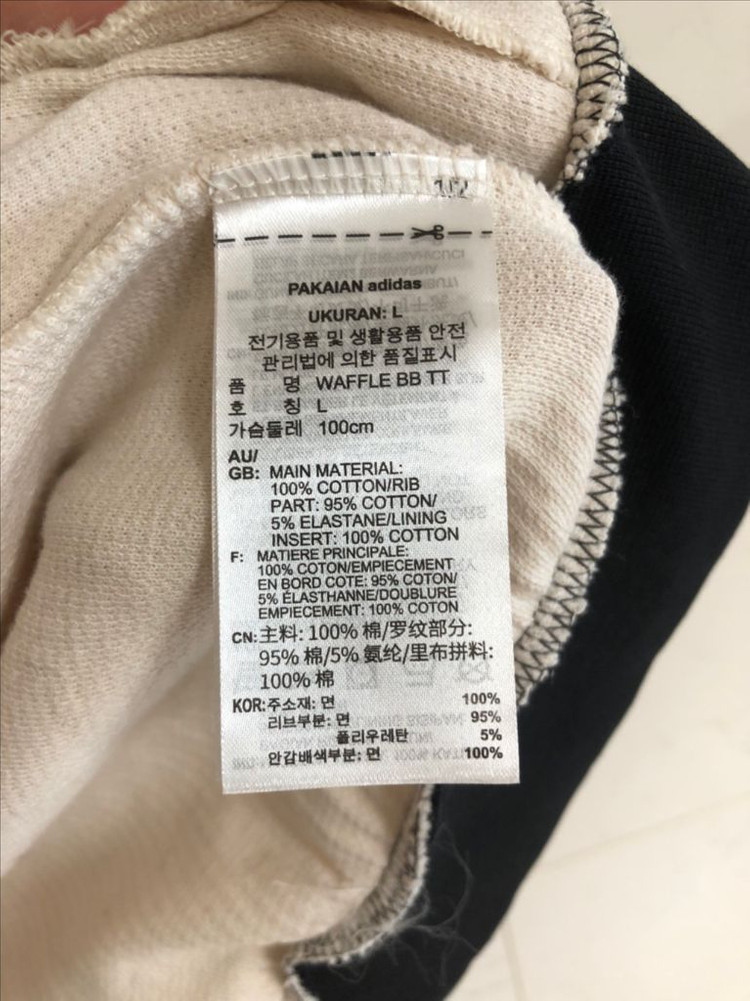 1/2
PAKAIAN adidas
UKURAN: L
전기용품 및 생활용품 안전
관리법에 의한 품질표시
품 명 WAFFLE BB TT
호 칭 L
가슴둘레 100cm
AU/
GB: MAIN MATERIAL:
100% COTTON/RIB
PART: 95% COTTON/
5% ELASTANE/LINING
INSERT: 100% COTTON
F: MATIERE PRINCIPALE:
100% COTON/EMPIECEMENT
EN BORD COTE: 95% COTON/
5% ÉLASTHANNE/DOUBLURE
EMPIECEMENT: 100% COTON
CN: 主料: 100% 棉/罗纹部分:
95% 棉/5% 氨纶/里布拼料:
100% 棉
KOR: 주소재: 면 100%
리브부분: 면 95%
폴리우레탄 5%
안감배색부분: 면 100%